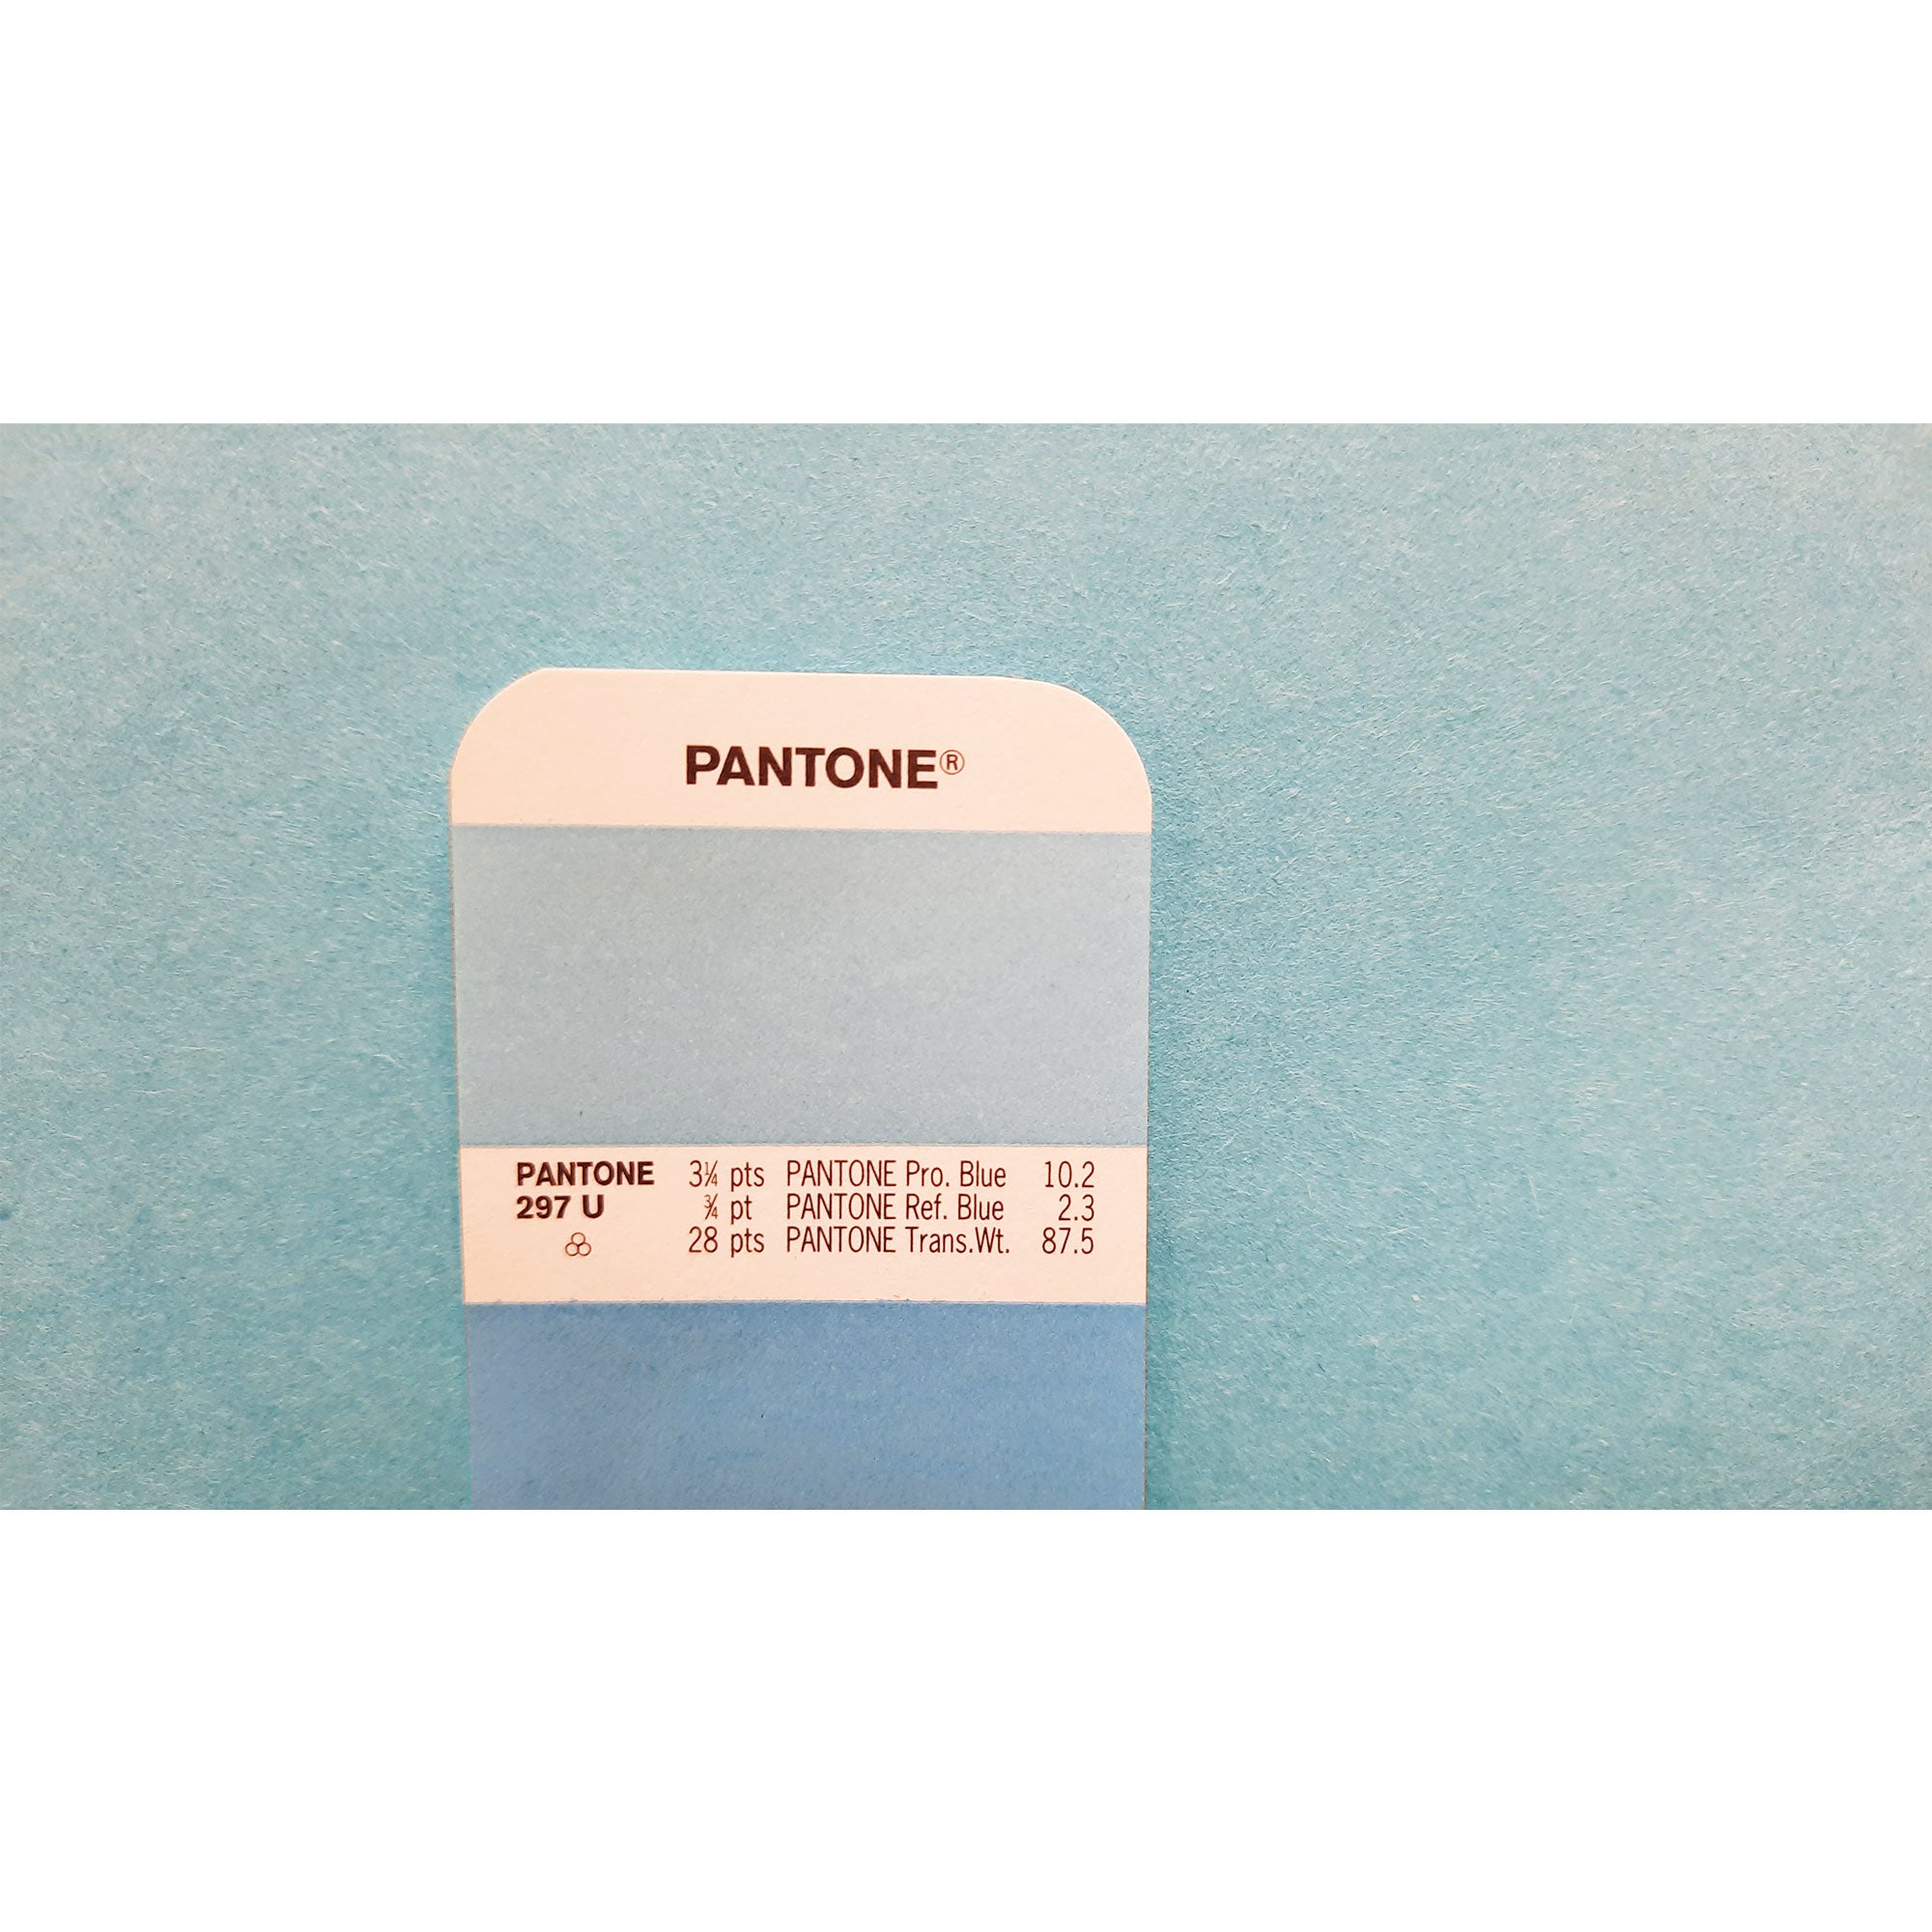 PANTONE®
PANTONE 3¼ pts PANTONE Pro. Blue 10.2
297 U ¾ pt PANTONE Ref. Blue 2.3
28 pts PANTONE Trans.Wt. 87.5